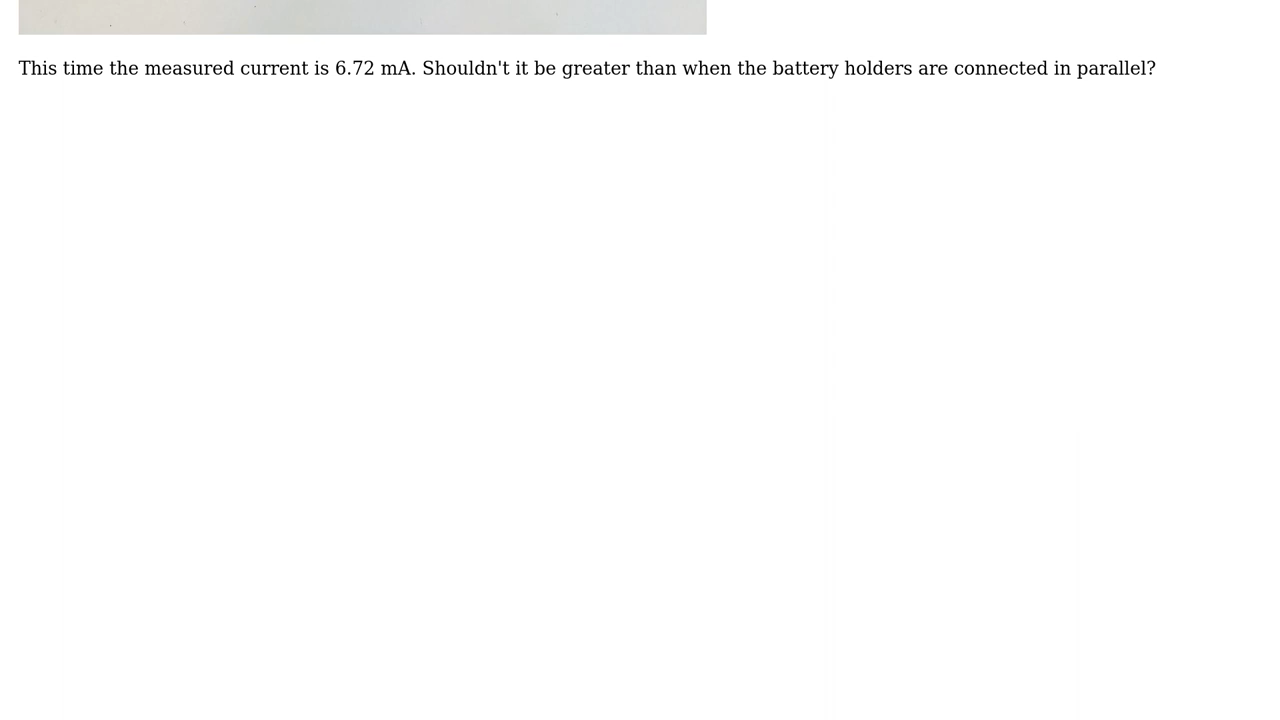 This time the measured current is 6.72 mA. Shouldn't it be greater than when the battery holders are connected in parallel?